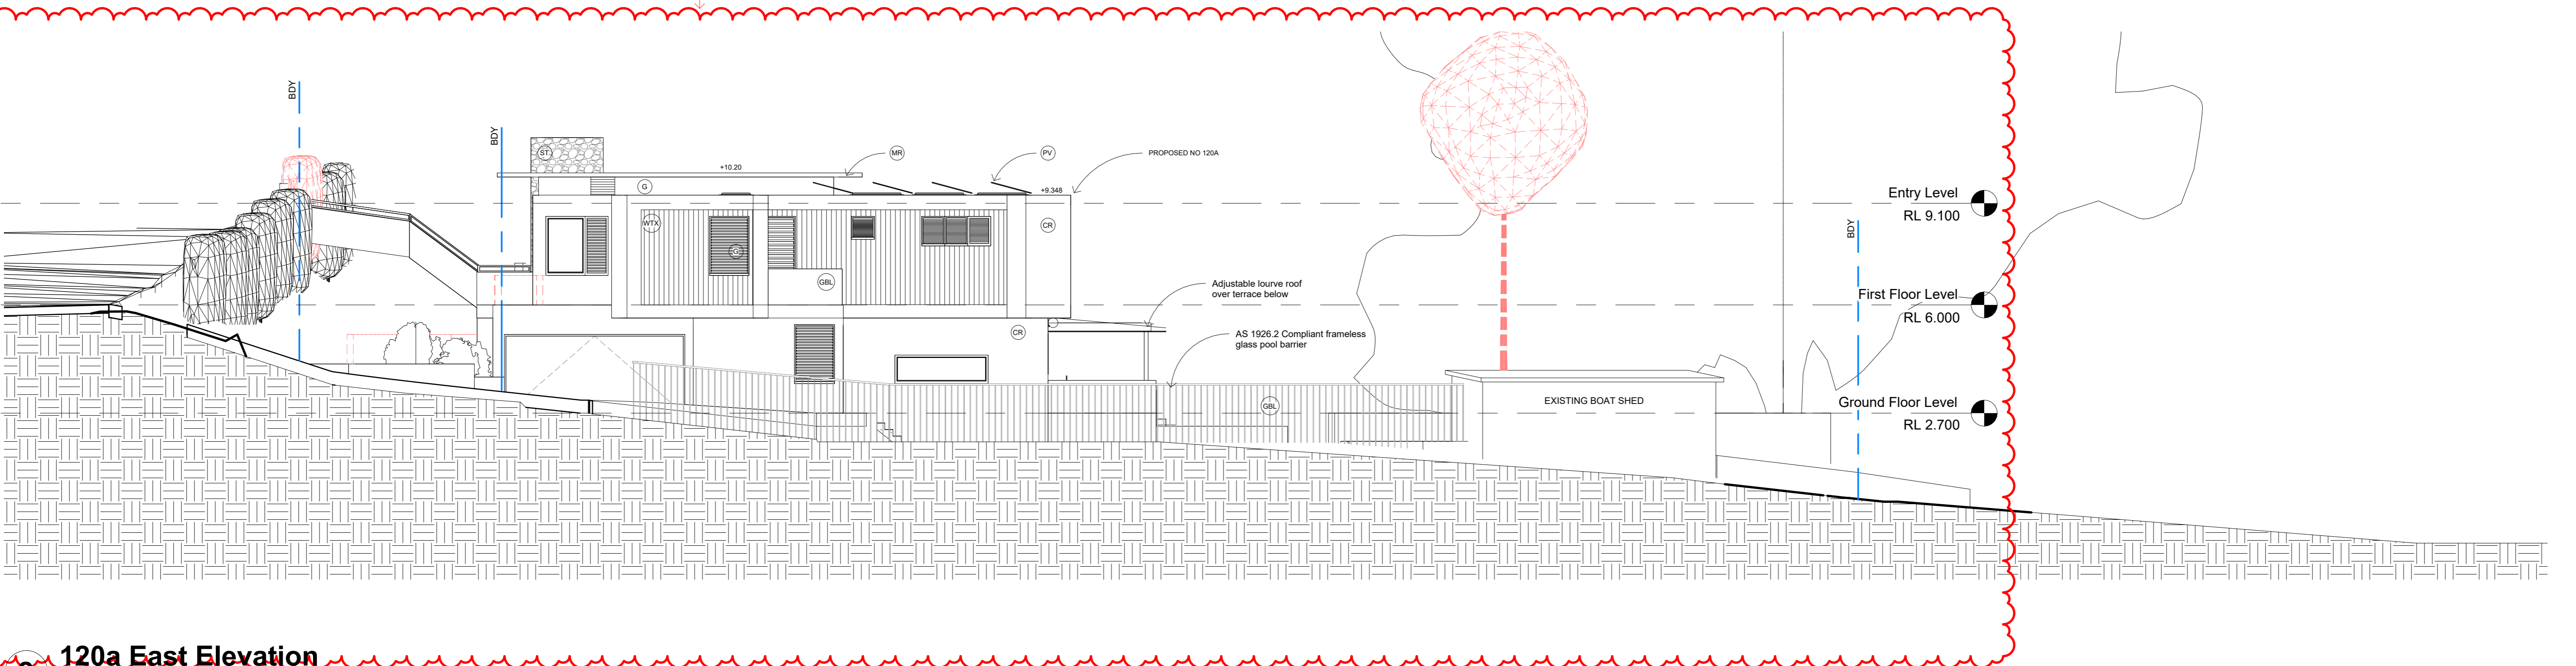 BDY
BDY
ST
+10.20
MR
PV
PROPOSED NO 120A
G
+9.348
WTX
CR
G
GBL
Entry Level
RL 9.100
BDY
Adjustable lourve roof
over terrace below
First Floor Level
RL 6.000
CR
AS 1926.2 Compliant frameless
glass pool barrier
GBL
EXISTING BOAT SHED
Ground Floor Level
RL 2.700
120a East Elevation